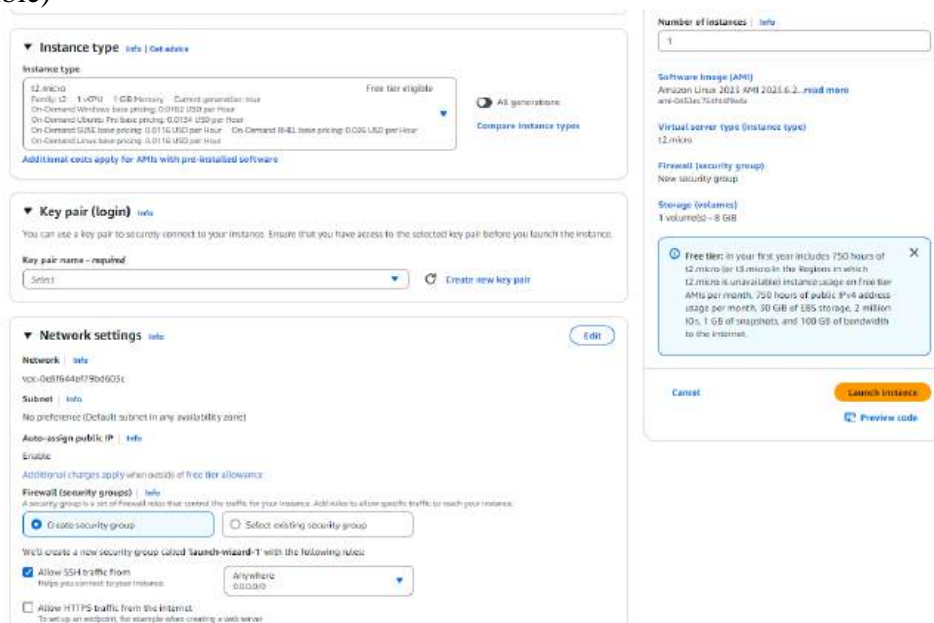 ble)
▼ Instance type Info | Get advice
Instance type
t2.micro Free tier eligible
Family: t2 1 vCPU 1 GiB Memory Current generation: true
On-Demand Windows base pricing: 0.0162 USD per Hour
On-Demand Ubuntu Pro base pricing: 0.0134 USD per Hour
On-Demand SUSE base pricing: 0.0116 USD per Hour On-Demand RHEL base pricing: 0.026 USD per Hour
On-Demand Linux base pricing: 0.0116 USD per Hour
All generations
Compare instance types
Additional costs apply for AMIs with pre-installed software
▼ Key pair (login) Info
You can use a key pair to securely connect to your instance. Ensure that you have access to the selected key pair before you launch the instance.
Key pair name - required
Select
Create new key pair
▼ Network settings Info
Edit
Network | Info
Subnet | Info
No preference (Default subnet in any availability zone)
Auto-assign public IP | Info
Enable
Additional charges apply when outside of free tier allowance
Firewall (security groups) | Info
A security group is a set of firewall rules that control the traffic for your instance. Add rules to allow specific traffic to reach your instance.
Create security group
Select existing security group
We'll create a new security group called 'launch-wizard-1' with the following rules:
Allow SSH traffic from
Helps you connect to your instance
Anywhere
0.0.0.0/0
Allow HTTPS traffic from the internet
To set up an endpoint, for example when creating a web server
Number of instances | Info
1
Software Image (AMI)
Amazon Linux 2023 AMI 2023.6.2...read more
Virtual server type (instance type)
t2.micro
Firewall (security group)
New security group
Storage (volumes)
1 volume(s) - 8 GiB
Free tier: In your first year includes 750 hours of
t2.micro (or t3.micro in the Regions in which
t2.micro is unavailable) instance usage on free tier
AMIs per month, 750 hours of public IPv4 address
usage per month, 30 GiB of EBS storage, 2 million
IOs, 1 GB of snapshots, and 100 GB of bandwidth
to the internet.
Cancel
Launch instance
Preview code